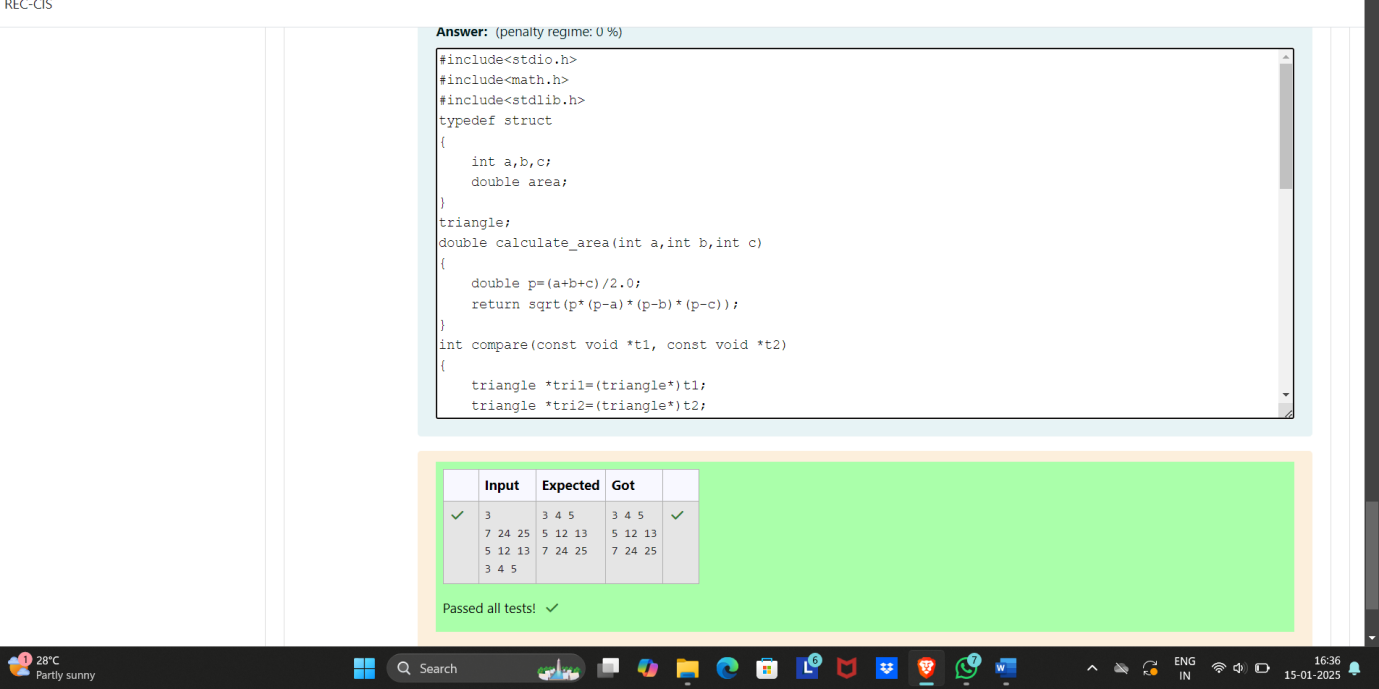 REC-CIS
Answer: (penalty regime: 0 %)
#include<stdio.h>
#include<math.h>
#include<stdlib.h>
typedef struct
{
    int a,b,c;
    double area;
}
triangle;
double calculate_area(int a,int b,int c)
{
    double p=(a+b+c)/2.0;
    return sqrt(p*(p-a)*(p-b)*(p-c));
}
int compare(const void *t1, const void *t2)
{
    triangle *tri1=(triangle*)t1;
    triangle *tri2=(triangle*)t2;
Input Expected Got
3 3 4 5 3 4 5
7 24 25 5 12 13 5 12 13
5 12 13 7 24 25 7 24 25
3 4 5
Passed all tests!
1 28°C
Partly sunny
Search
L 6
7
W
ENG
IN
16:36
15-01-2025